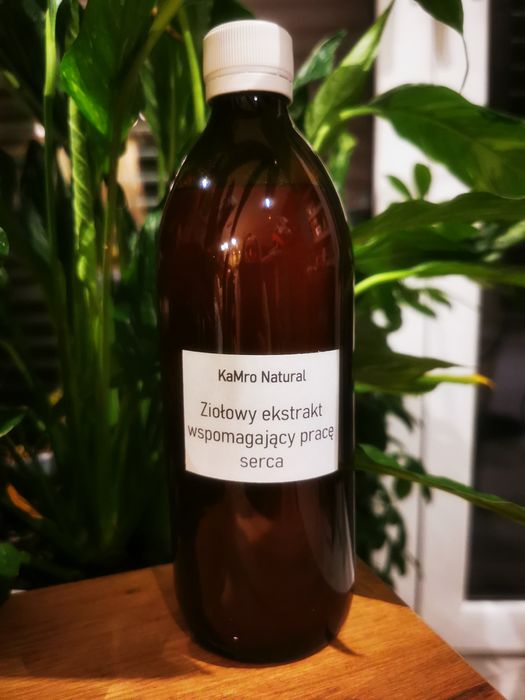 KaMro Natural
Ziołowy ekstrakt
wspomagający pracę
serca